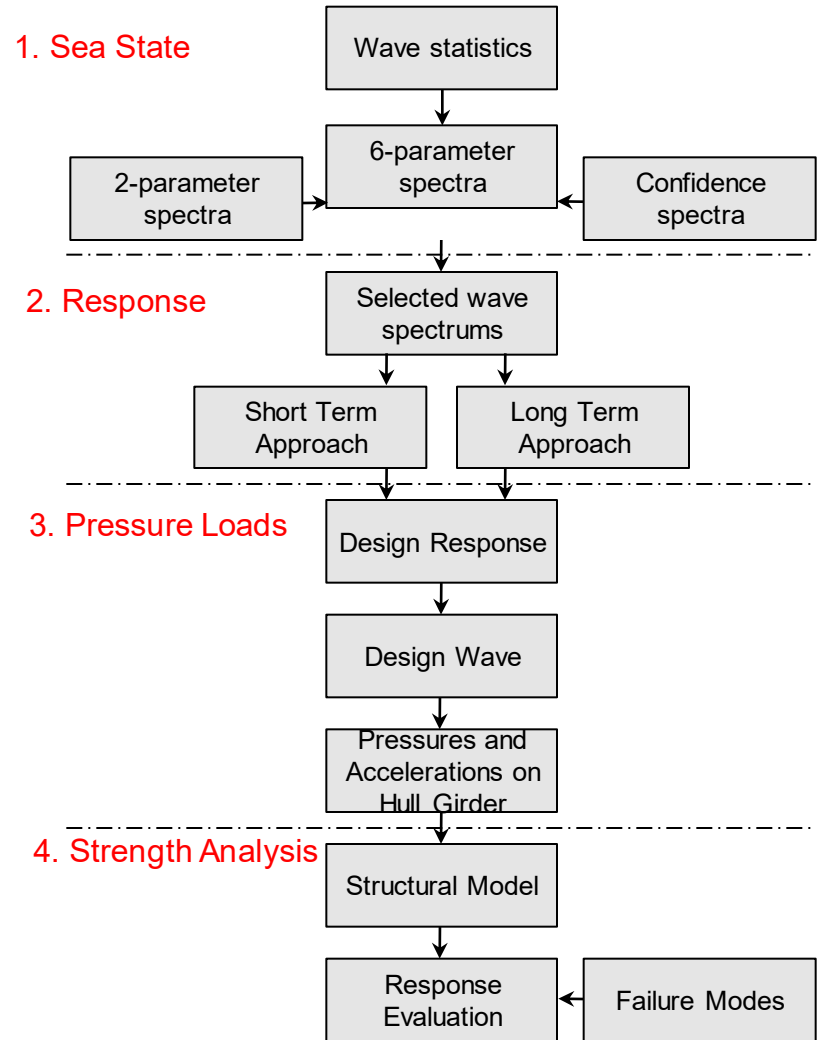 1. Sea State
Wave statistics
6-parameter
spectra
2-parameter
spectra
Confidence
spectra
2. Response
Selected wave
spectrums
Short Term
Approach
Long Term
Approach
3. Pressure Loads
Design Response
Design Wave
Pressures and
Accelerations on
Hull Girder
4. Strength Analysis
Structural Model
Response
Evaluation
Failure Modes